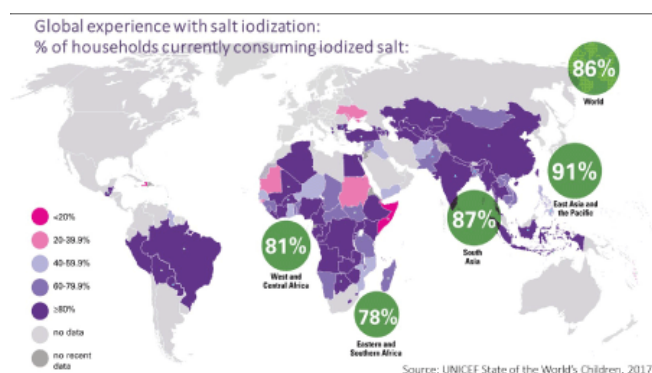 Global experience with salt iodization:
% of households currently consuming iodized salt:
86%
World
91%
East Asia and
the Pacific
87%
South
Asia
81%
West and
Central Africa
78%
Eastern and
Southern Africa
<20%
20-39.9%
40-59.9%
60-79.9%
≥80%
no data
no recent
data
Source: UNICEF State of the World's Children, 2017